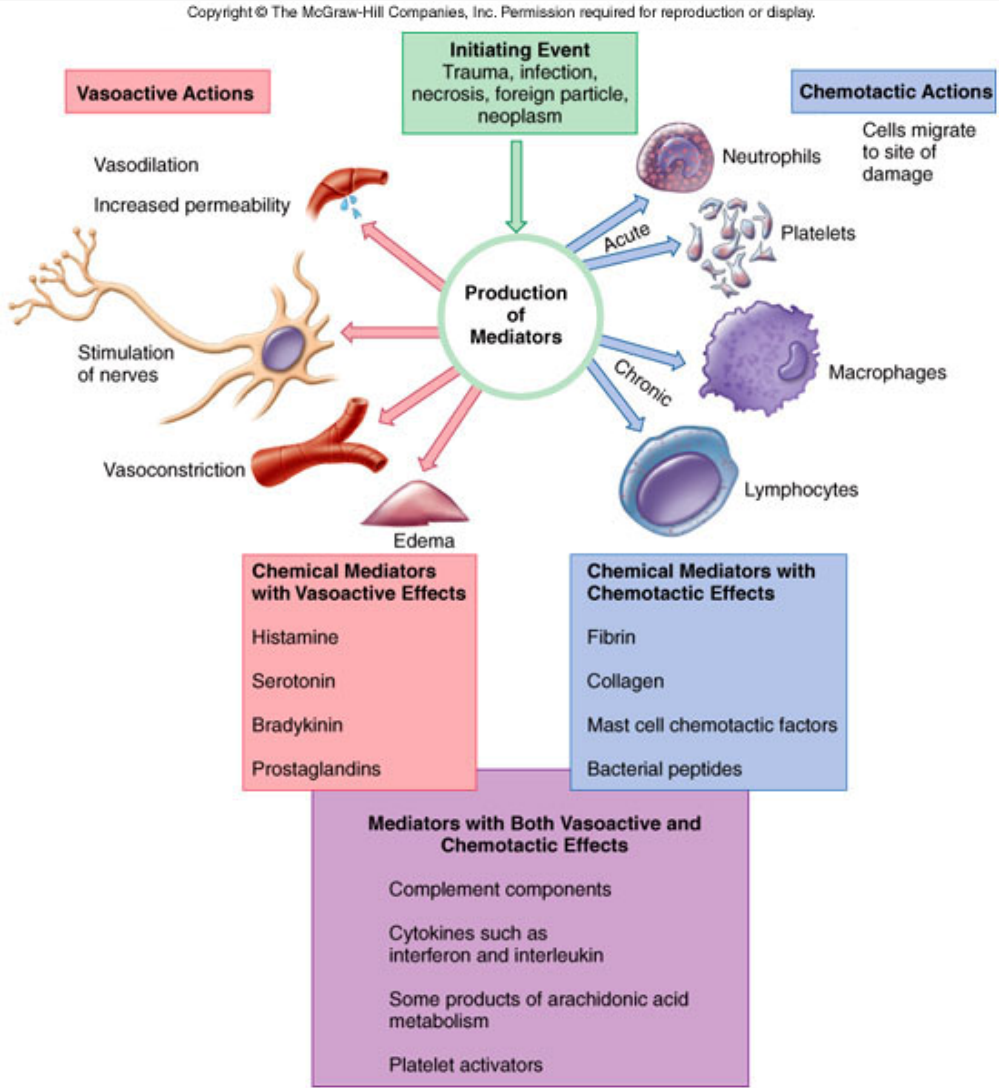 Copyright © The McGraw-Hill Companies, Inc. Permission required for reproduction or display.
Initiating Event
Trauma, infection,
necrosis, foreign particle,
neoplasm
Vasoactive Actions
Chemotactic Actions
Cells migrate
to site of
damage
Vasodilation
Increased permeability
Neutrophils
Acute
Platelets
Production
of
Mediators
Stimulation
of nerves
Macrophages
Chronic
Vasoconstriction
Lymphocytes
Edema
Chemical Mediators
with Vasoactive Effects
Histamine
Serotonin
Bradykinin
Prostaglandins
Chemical Mediators with
Chemotactic Effects
Fibrin
Collagen
Mast cell chemotactic factors
Bacterial peptides
Mediators with Both Vasoactive and
Chemotactic Effects
Complement components
Cytokines such as
interferon and interleukin
Some products of arachidonic acid
metabolism
Platelet activators